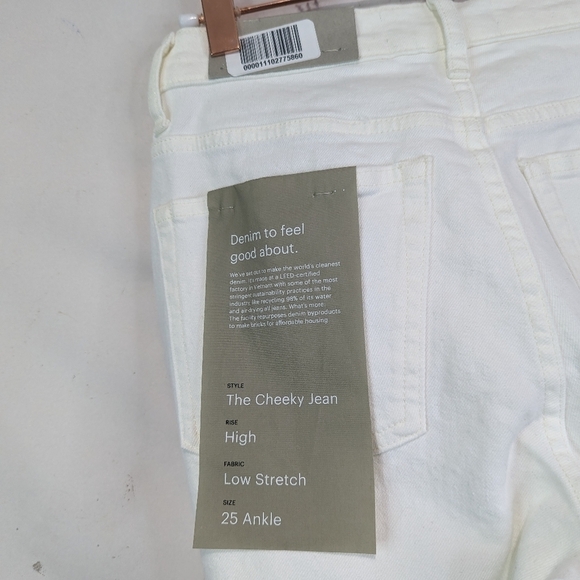 000011102775860
Denim to feel
good about.
We've set out to make the world's cleanest
denim. It's made at a LEED-certified
factory in Vietnam with some of the most
stringent sustainability practices in the
industry, like recycling 98% of its water
and air-drying all jeans. What's more:
The facility repurposes denim byproducts
to make bricks for affordable housing.
STYLE
The Cheeky Jean
RISE
High
FABRIC
Low Stretch
SIZE
25 Ankle